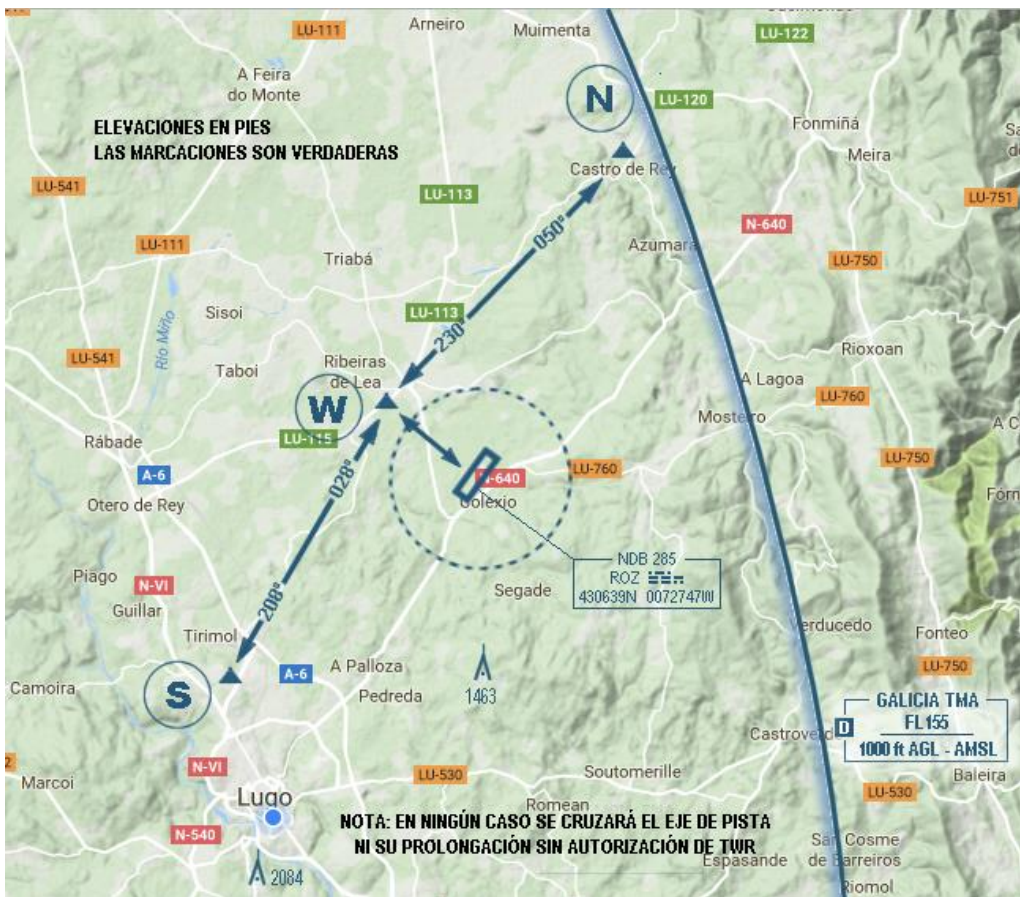 LU-111
Arneiro
Muimenta
LU-122
A Feira
do Monte
N
LU-120
ELEVACIONES EN PIES
LAS MARCACIONES SON VERDADERAS
Fonmiñá
Meira
LU-541
Castro de Rey
LU-113
LU-751
050°
N-640
LU-111
Triabá
Azúmara
LU-750
Sisoi
LU-113
Río Miño
230°
LU-541
Ribeiras
de Lea
Rioxoan
Taboi
A Lagoa
W
LU-760
Mosteiro
Rábade
LU-115
A-6
028°
N-640
LU-760
LU-750
Otero de Rey
Colexio
NDB 285
ROZ
430639N 0072747W
Piago
N-VI
Segade
Guillar
208°
Tirimol
Fonteo
A Palloza
LU-750
S
A-6
Camoira
Pedreda
1463
GALICIA TMA
FL155
D
1000 ft AGL - AMSL
N-VI
LU-530
Soutomerille
Baleira
Marcoi
LU-530
Lugo
Romean
NOTA: EN NINGÚN CASO SE CRUZARÁ EL EJE DE PISTA
NI SU PROLONGACIÓN SIN AUTORIZACIÓN DE TWR
N-540
San Cosme
de Barreiros
Espasande
2084
Riomol